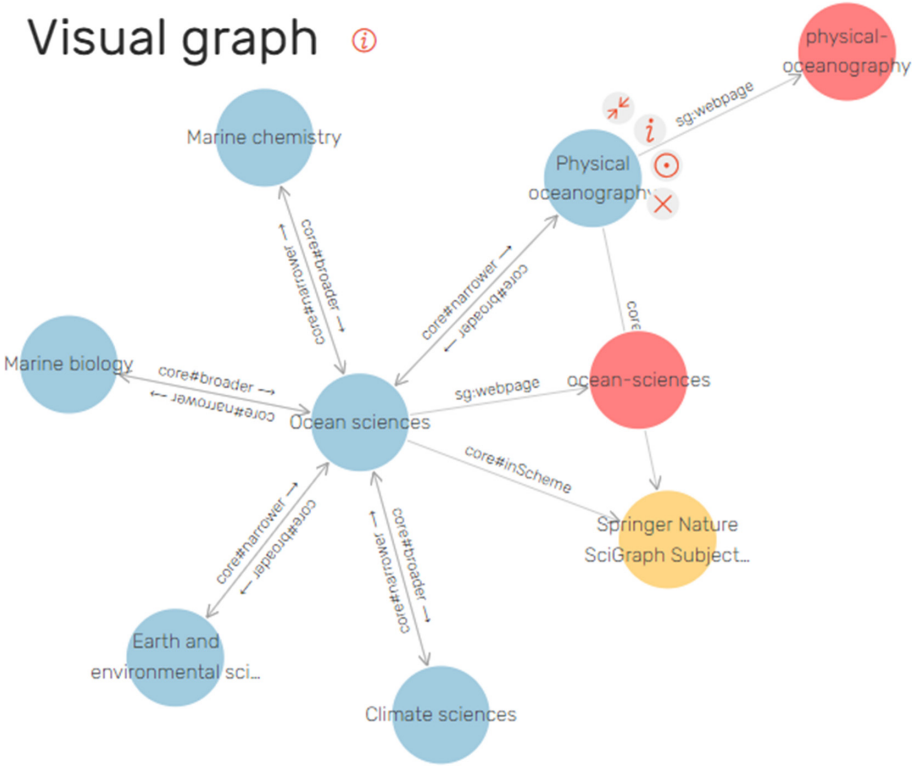 Visual graph
physical-
oceanography
sg:webpage
Marine chemistry
Physical
oceanography
core#broader →
core#narrower →
core#narrower →
core#broader →
core
Marine biology
core#broader →
core#narrower →
ocean-sciences
sg:webpage
Ocean sciences
core#inScheme
Springer Nature
SciGraph Subject...
core#narrower →
core#broader →
core#broader →
core#narrower →
Earth and
environmental sci...
Climate sciences